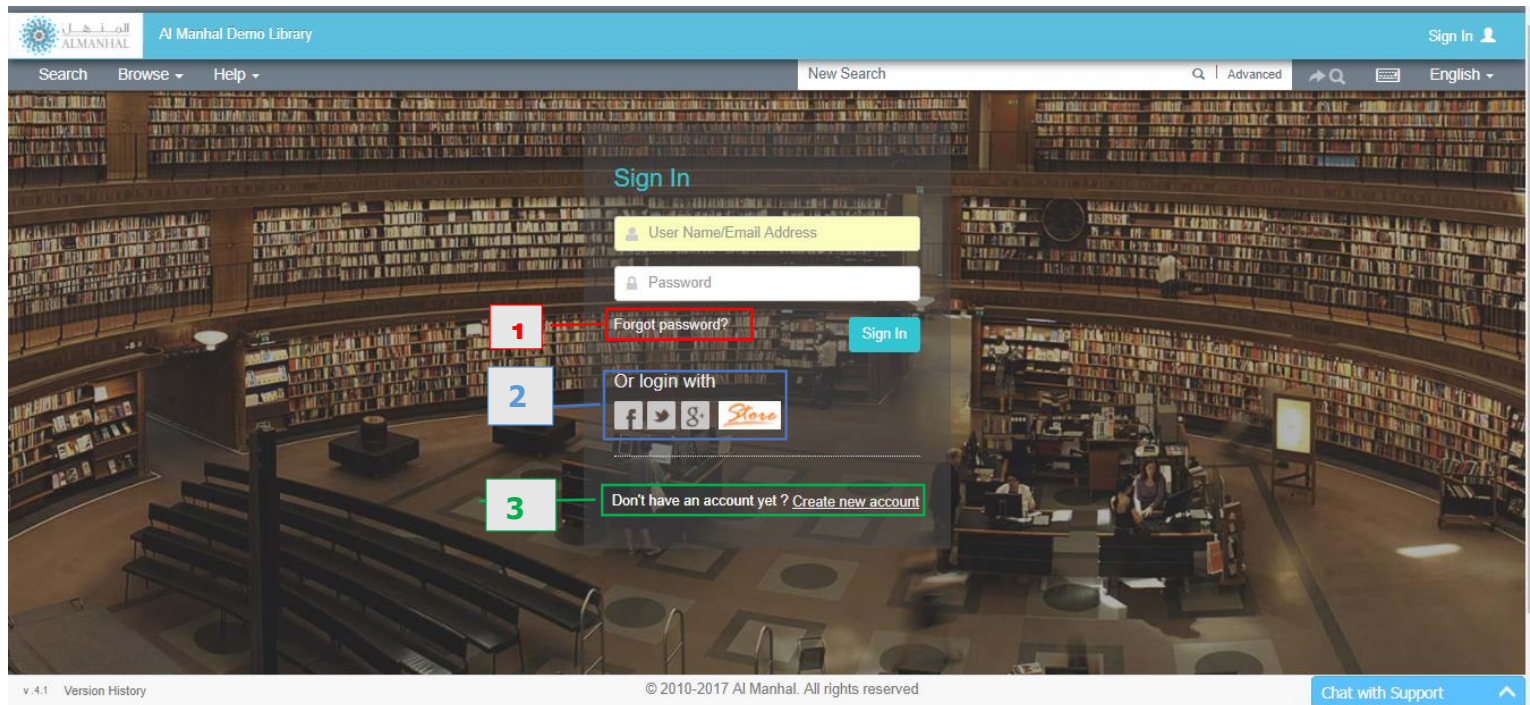 المنهل
ALMANHAL
Al Manhal Demo Library
Sign In
Search Browse Help
New Search
Advanced
English
Sign In
User Name/Email Address
Password
1
Forgot password?
Sign In
2
Or login with
f g+ Store
3
Don't have an account yet ? Create new account
v .4.1 Version History
© 2010-2017 Al Manhal. All rights reserved
Chat with Support